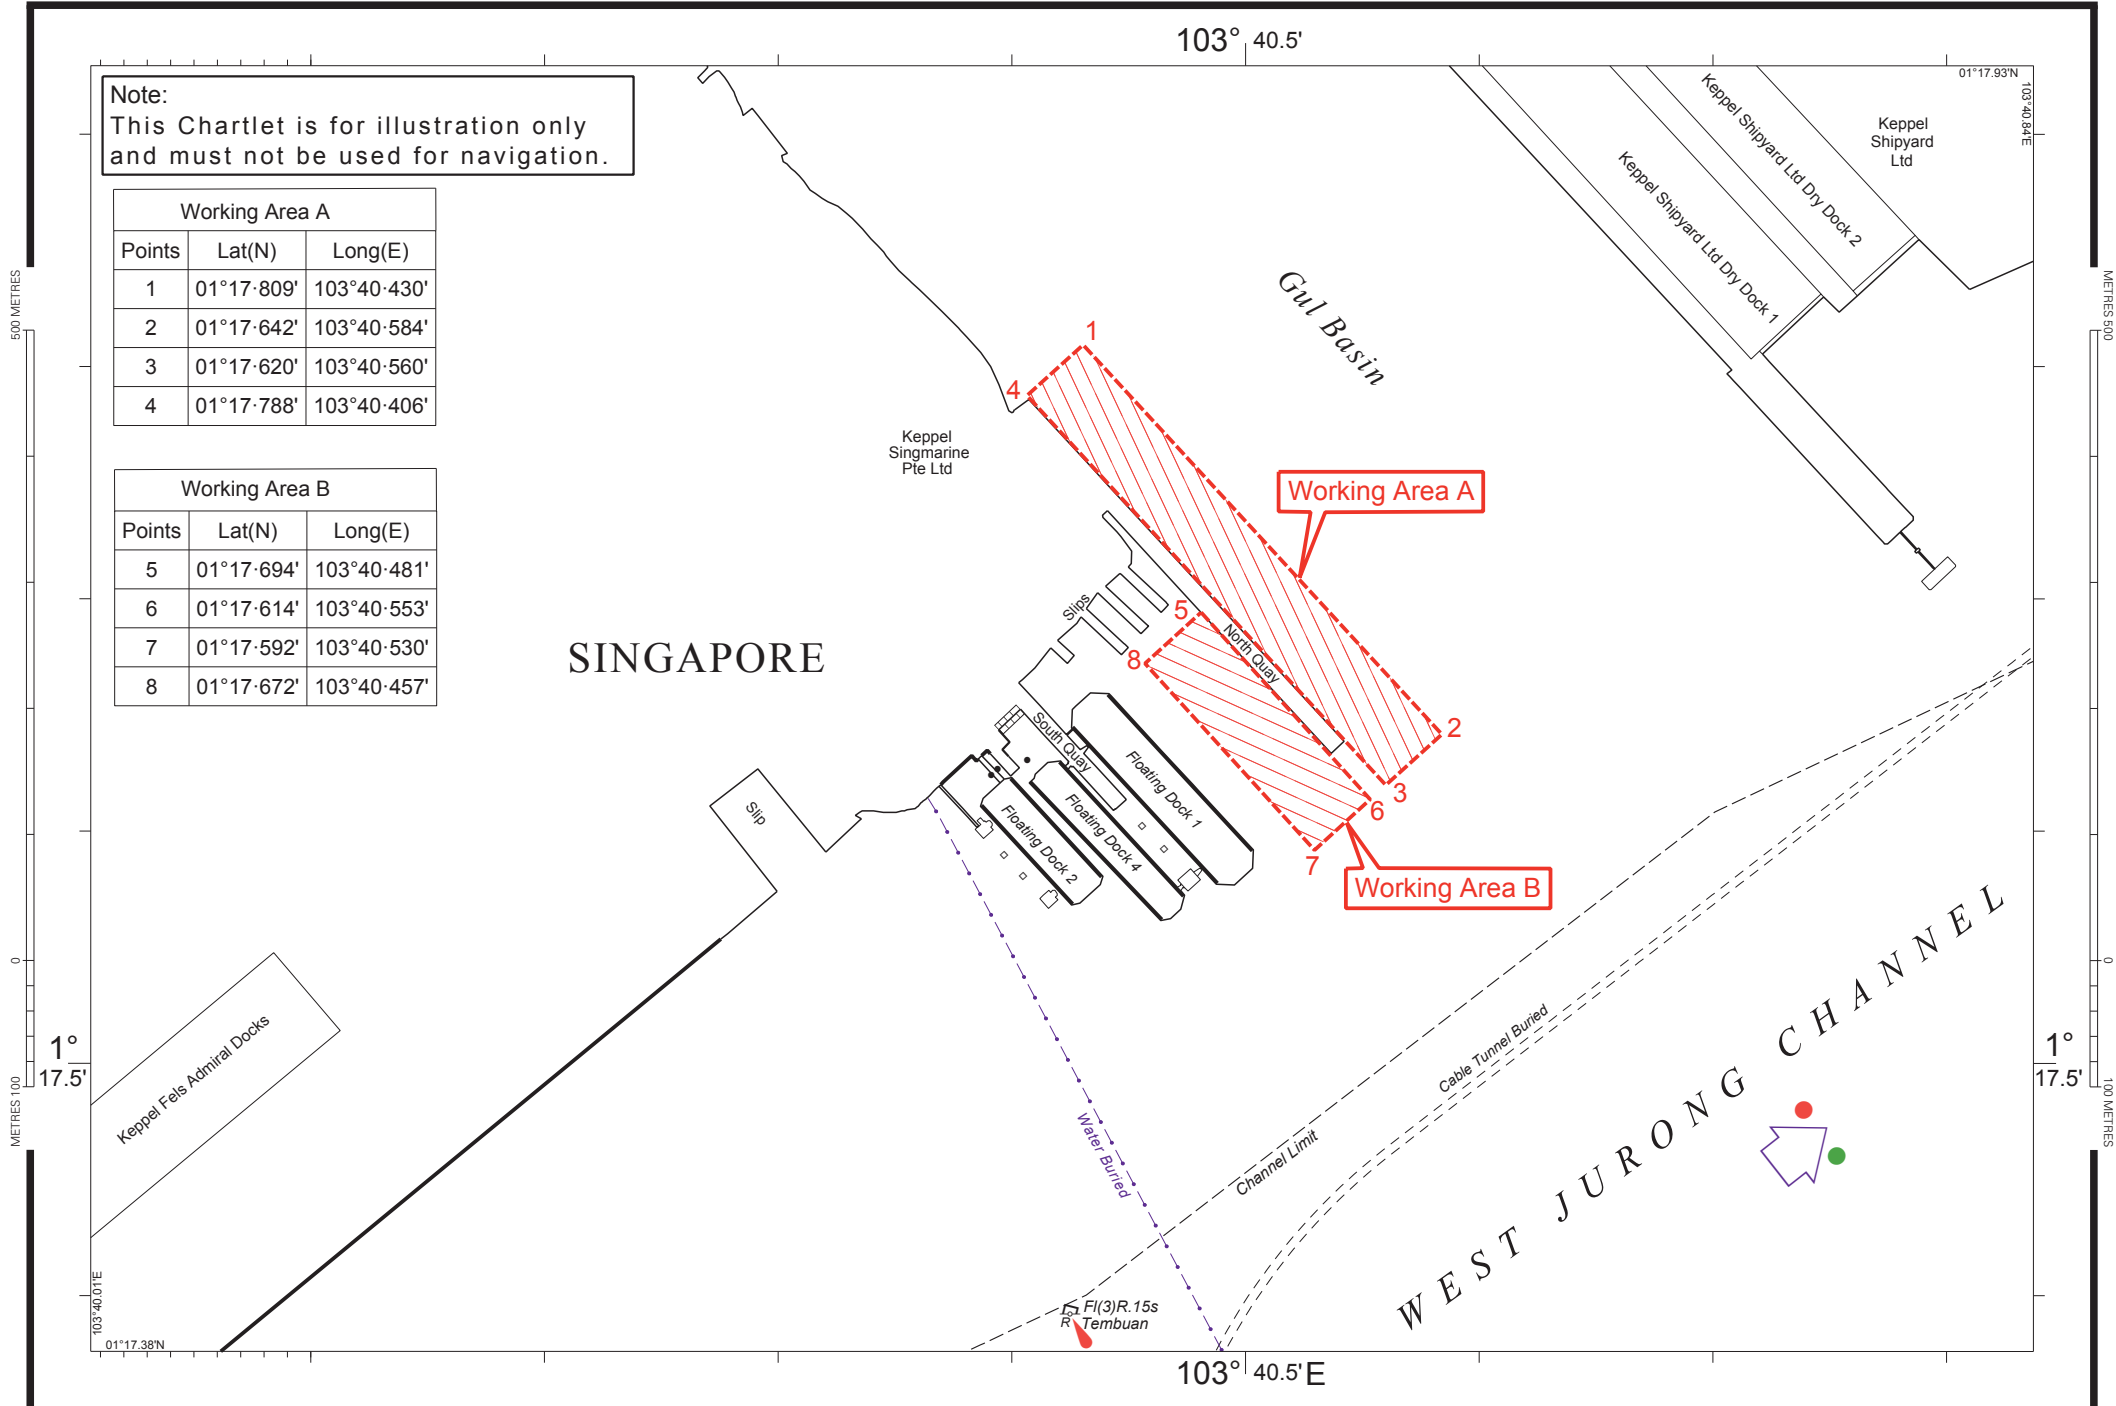 103° 40.5'
01°17.93'N
103°40.84'E
Note:
This Chartlet is for illustration only
and must not be used for navigation.
Working Area A
Points Lat(N) Long(E)
1 01°17·809' 103°40·430'
2 01°17·642' 103°40·584'
3 01°17·620' 103°40·560'
4 01°17·788' 103°40·406'
Working Area B
Points Lat(N) Long(E)
5 01°17·694' 103°40·481'
6 01°17·614' 103°40·553'
7 01°17·592' 103°40·530'
8 01°17·672' 103°40·457'
Keppel
Shipyard
Ltd
Keppel Shipyard Ltd Dry Dock 2
Keppel Shipyard Ltd Dry Dock 1
Gul Basin
500 METRES
METRES 500
1
4
Keppel
Singmarine
Pte Ltd
Working Area A
Slips
5
North Quay
8
SINGAPORE
2
3
6
7
South Quay
Floating Dock 1
Floating Dock 4
Floating Dock 2
Slip
Working Area B
WEST JURONG CHANNEL
Cable Tunnel Buried
Channel Limit
Water Buried
Keppel Fels Admiral Docks
0
0
1°
17.5'
1°
17.5'
METRES 100
100 METRES
Fl(3)R.15s
R Tembuan
103°40.01'E
01°17.38'N
103° 40.5'E